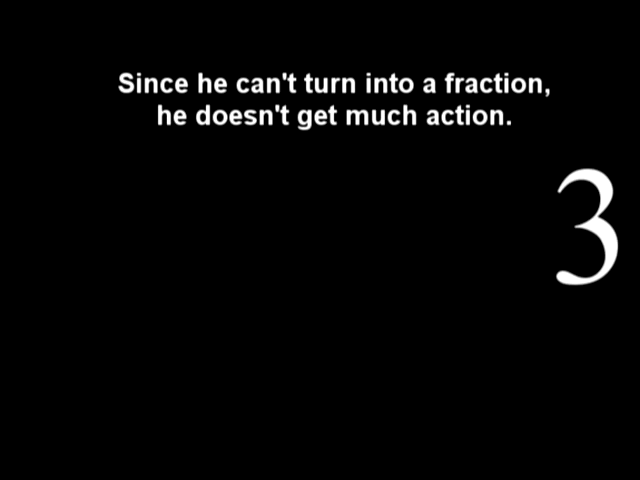 Since he can't turn into a fraction,
he doesn't get much action.
3